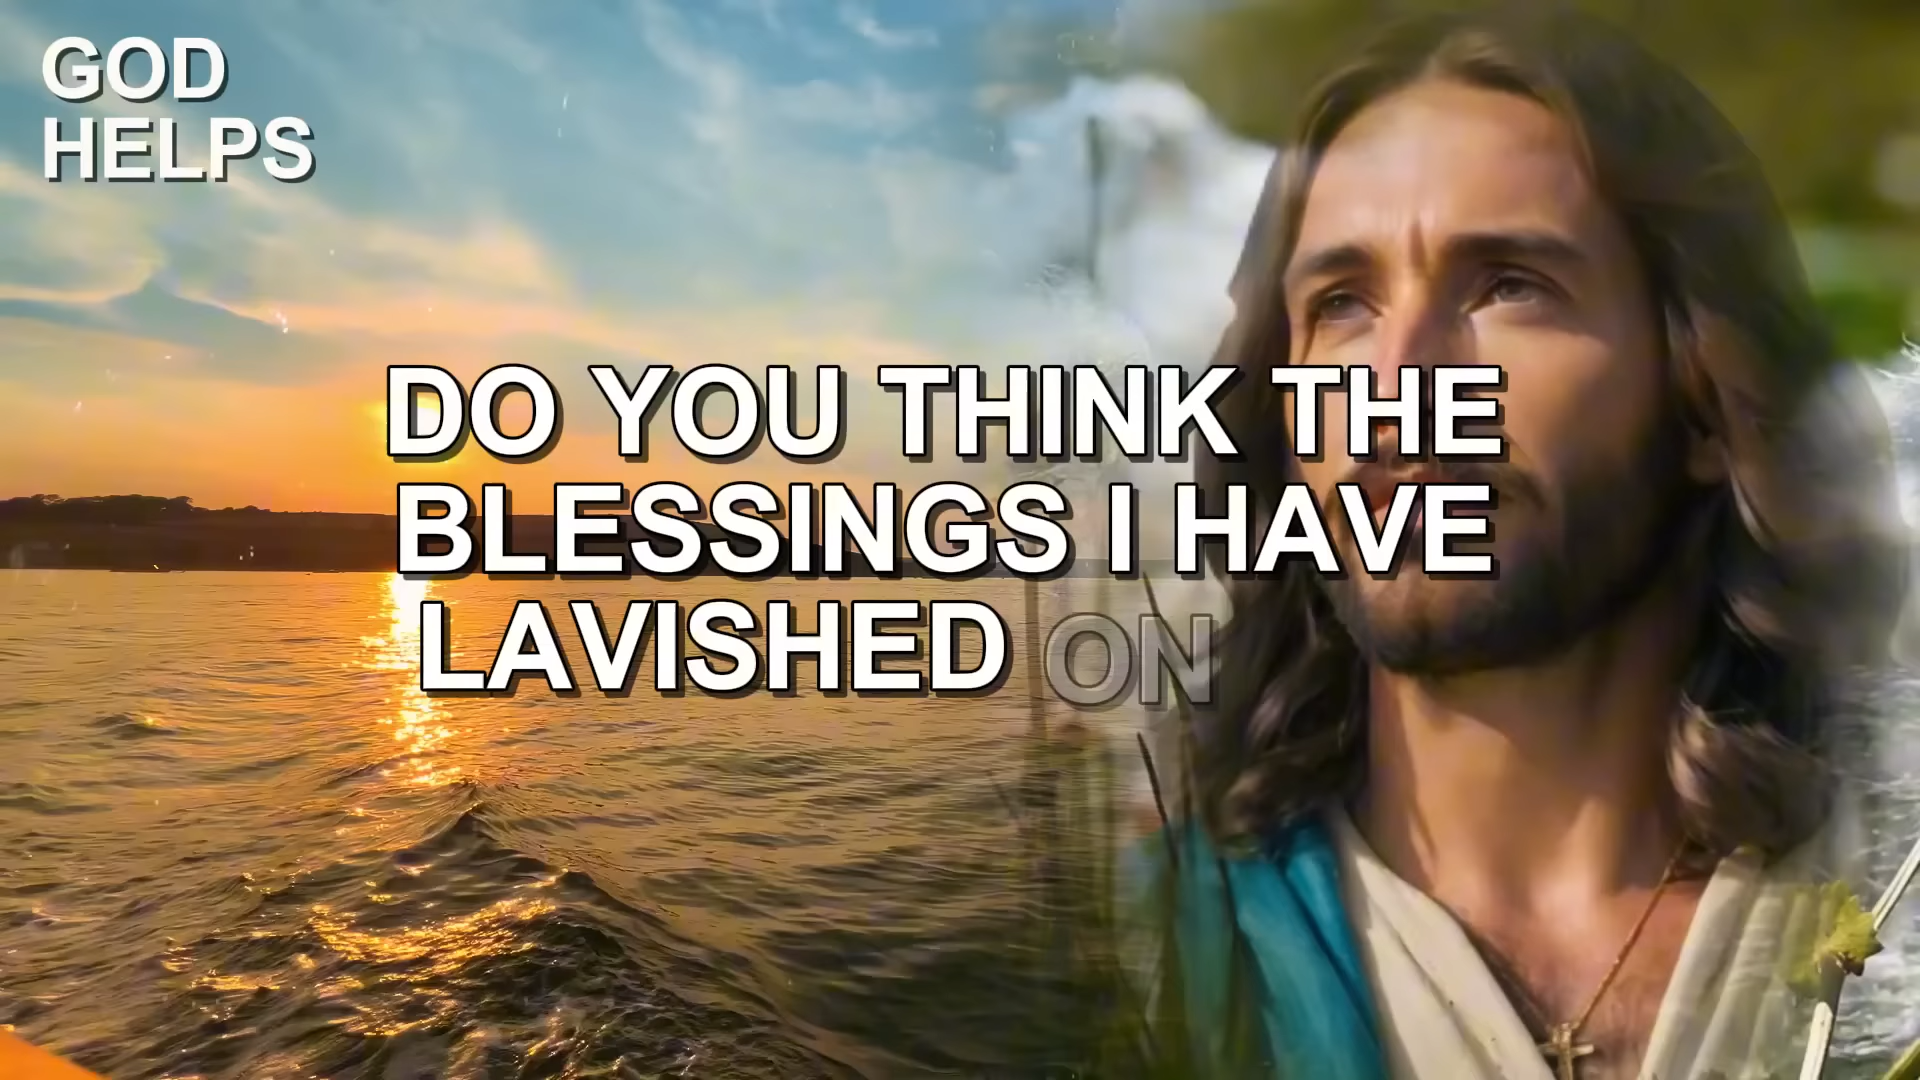 GOD
HELPS
DO YOU THINK THE
BLESSINGS I HAVE
LAVISHED ON